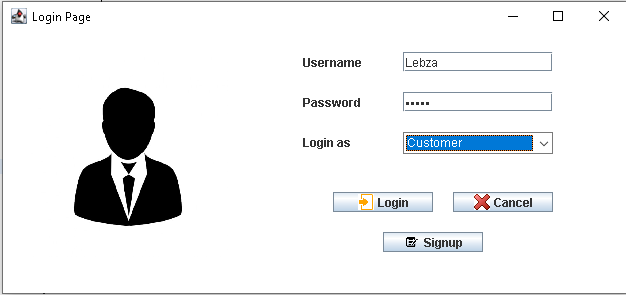 Login Page
Username Lebza
Password •••••
Login as Customer
Login Cancel
Signup